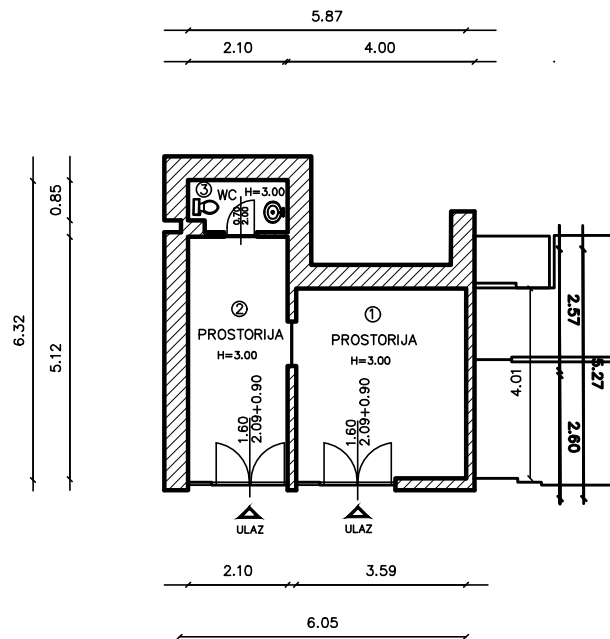 5.87
2.10
4.00
6.32
0.85
5.12
3
WC
H=3.00
0.70
2.00
2
PROSTORIJA
H=3.00
1
PROSTORIJA
H=3.00
1.60
2.09+0.90
1.60
2.09+0.90
4.01
2.57
2.60
5.27
ULAZ
ULAZ
2.10
3.59
6.05